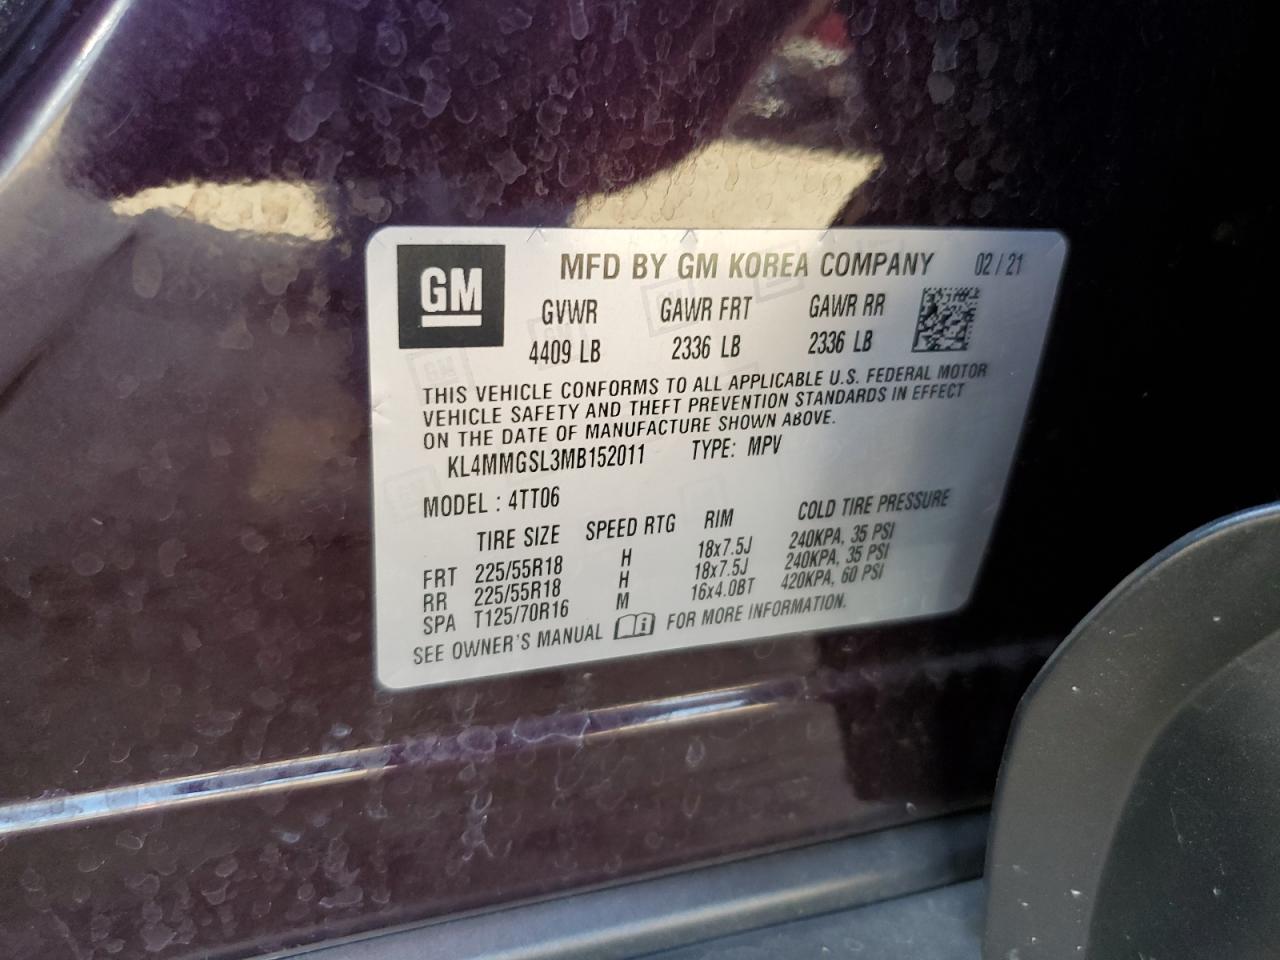 GM
MFD BY GM KOREA COMPANY 02 / 21
GVWR GAWR FRT GAWR RR
4409 LB 2336 LB 2336 LB
THIS VEHICLE CONFORMS TO ALL APPLICABLE U.S. FEDERAL MOTOR
VEHICLE SAFETY AND THEFT PREVENTION STANDARDS IN EFFECT
ON THE DATE OF MANUFACTURE SHOWN ABOVE.
KL4MMGSL3MB152011 TYPE: MPV
MODEL : 4TT06
TIRE SIZE SPEED RTG RIM COLD TIRE PRESSURE
FRT 225/55R18 H 18x7.5J 240KPA, 35 PSI
RR 225/55R18 H 18x7.5J 240KPA, 35 PSI
SPA T125/70R16 M 16x4.0BT 420KPA, 60 PSI
SEE OWNER'S MANUAL FOR MORE INFORMATION.